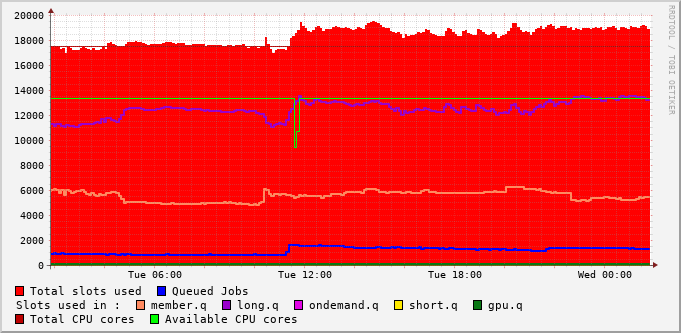 20000
18000
16000
14000
12000
10000
8000
6000
4000
2000
0
Tue 06:00 Tue 12:00 Tue 18:00 Wed 00:00
RRDTOOL / TOBI OETIKER
Total slots used Queued Jobs
Slots used in : member.q long.q ondemand.q short.q gpu.q
Total CPU cores Available CPU cores